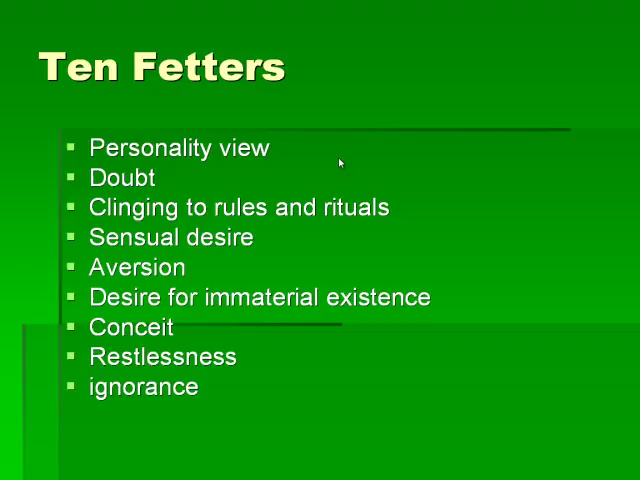 Ten Fetters
Personality view
Doubt
Clinging to rules and rituals
Sensual desire
Aversion
Desire for immaterial existence
Conceit
Restlessness
ignorance